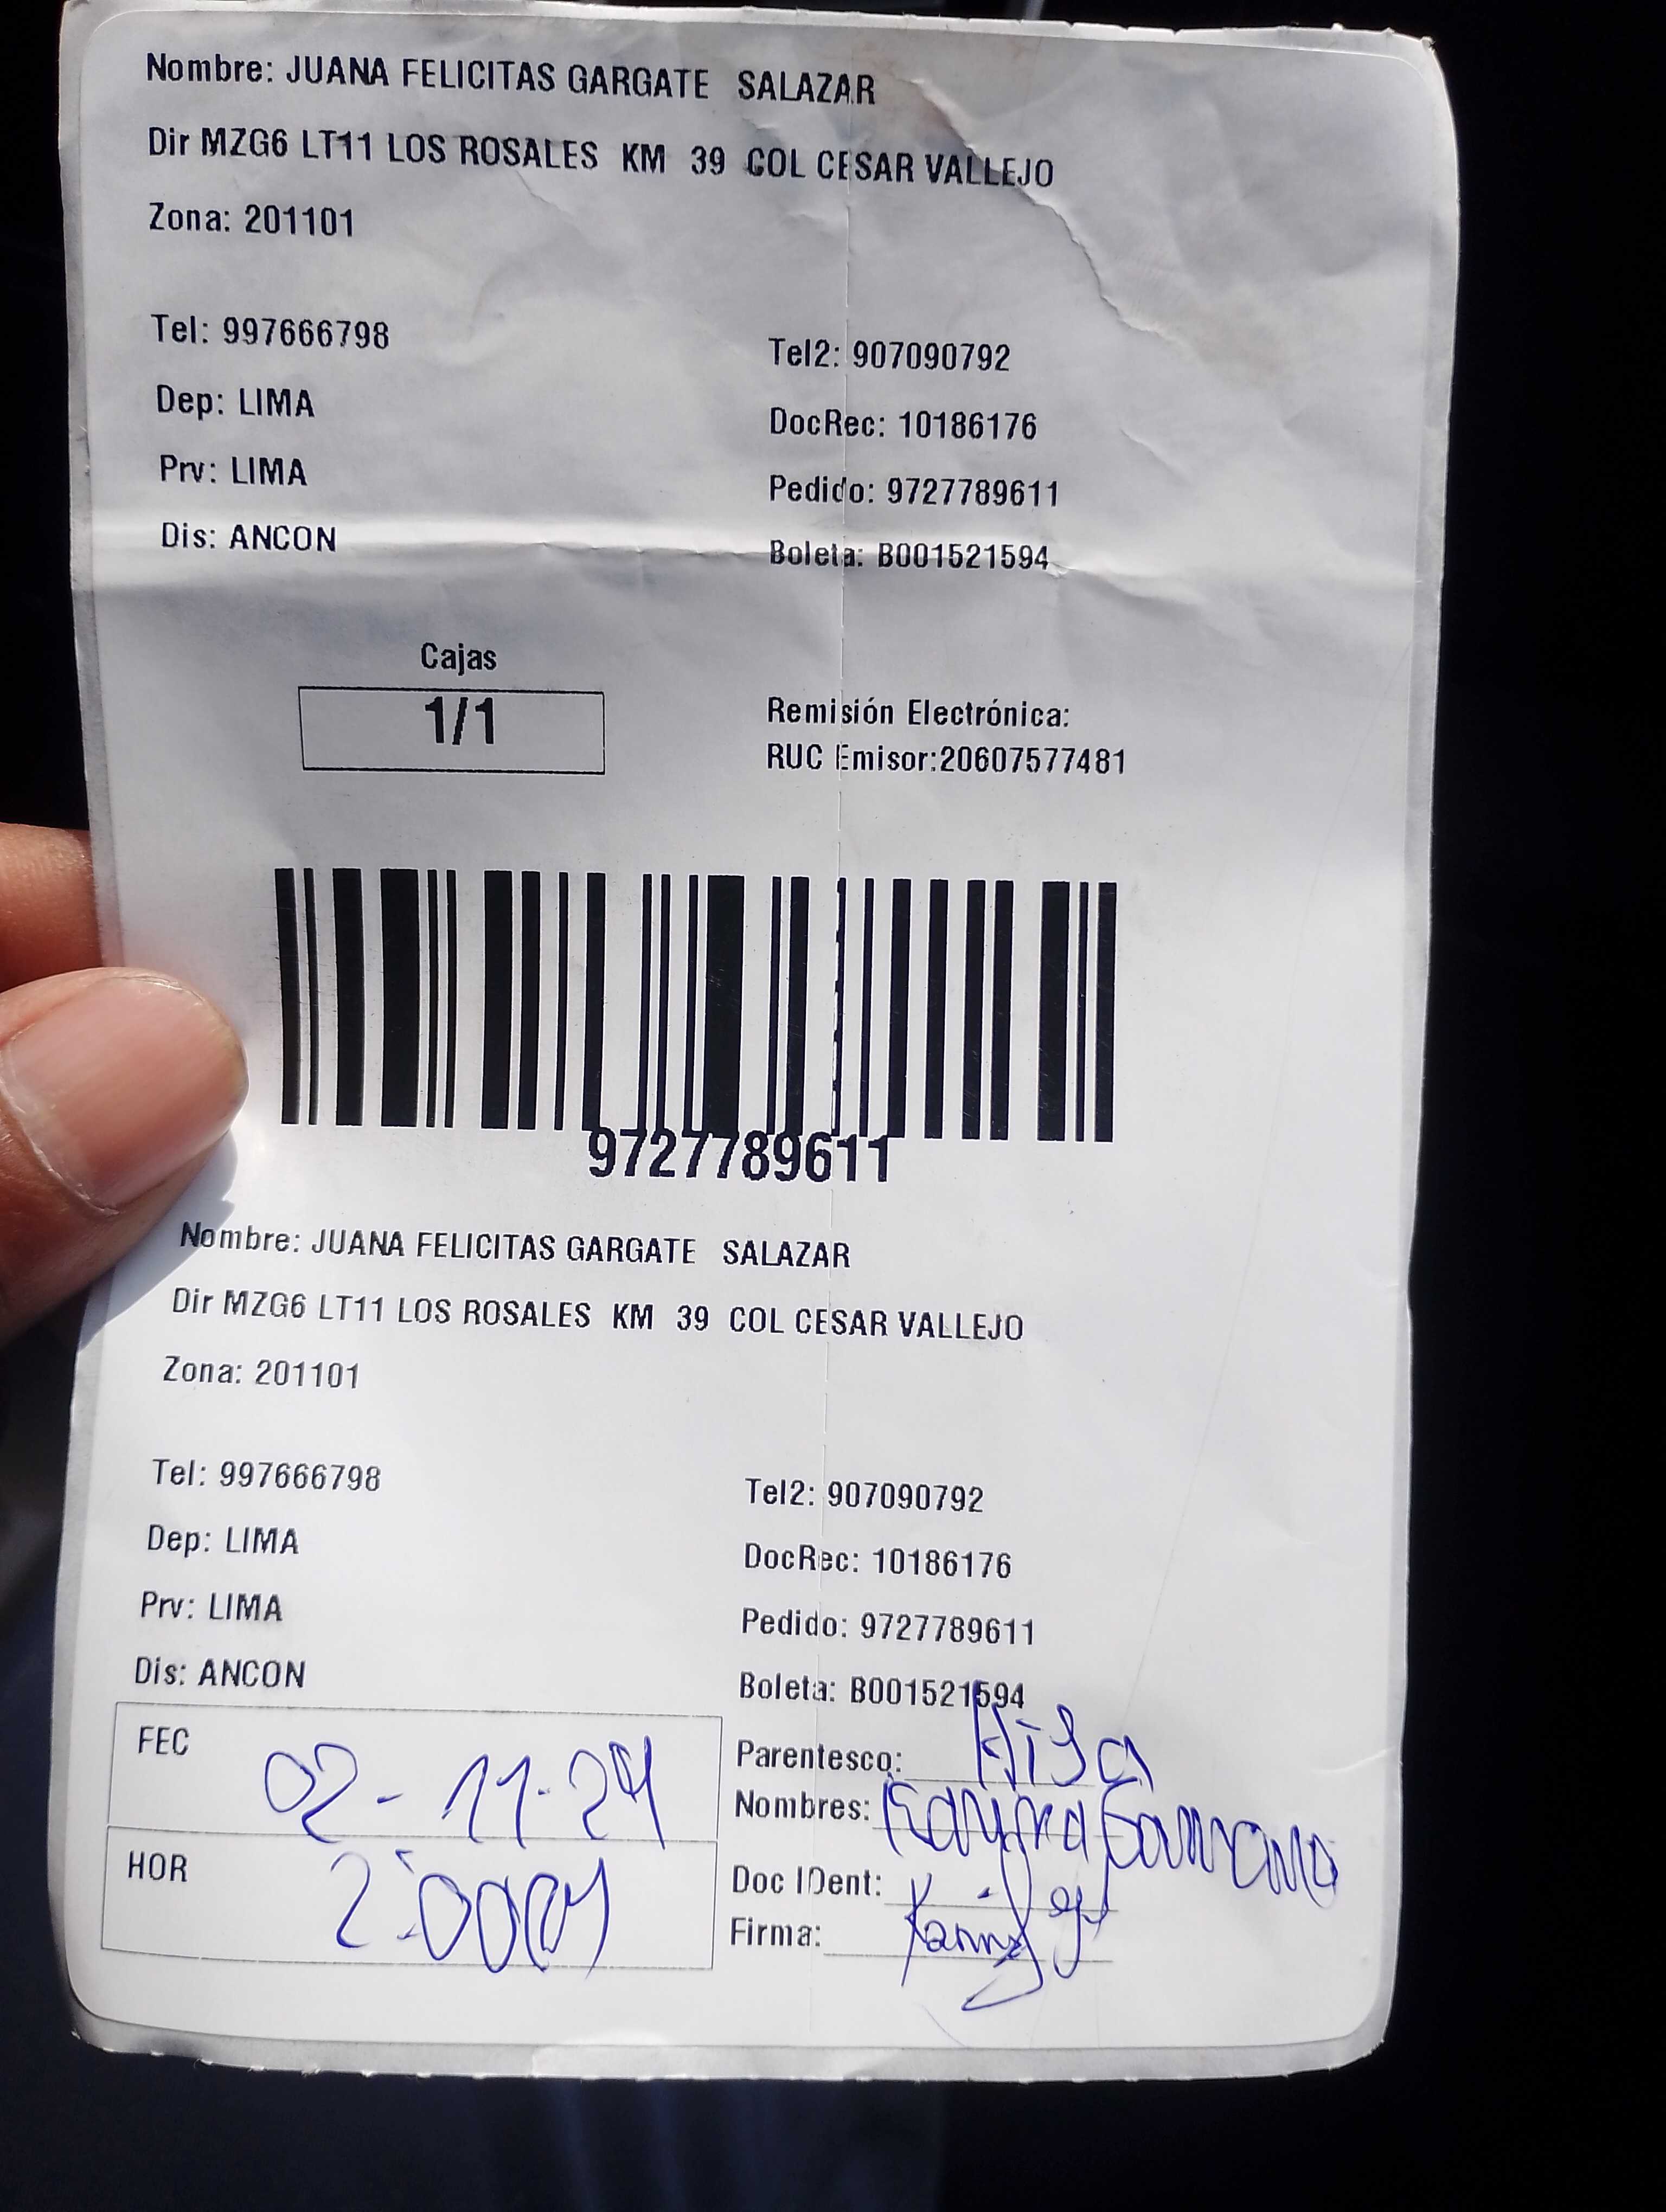 Nombre: JUANA FELICITAS GARGATE SALAZAR
Dir MZG6 LT11 LOS ROSALES KM 39 COL CESAR VALLEJO
Zona: 201101
Tel: 997666798
Tel2: 907090792
Dep: LIMA
DocRec: 10186176
Prv: LIMA
Pedido: 9727789611
Dis: ANCON
Boleta: B001521594
Cajas
1/1
Remisión Electrónica:
RUC Emisor:20607577481
9727789611
Nombre: JUANA FELICITAS GARGATE SALAZAR
Dir MZG6 LT11 LOS ROSALES KM 39 COL CESAR VALLEJO
Zona: 201101
Tel: 997666798
Tel2: 907090792
Dep: LIMA
DocRec: 10186176
Prv: LIMA
Pedido: 9727789611
Dis: ANCON
Boleta: B001521594
FEC 02-11-24
Parentesco: Hija
Nombres:
HOR
Doc IDent:
Firma: